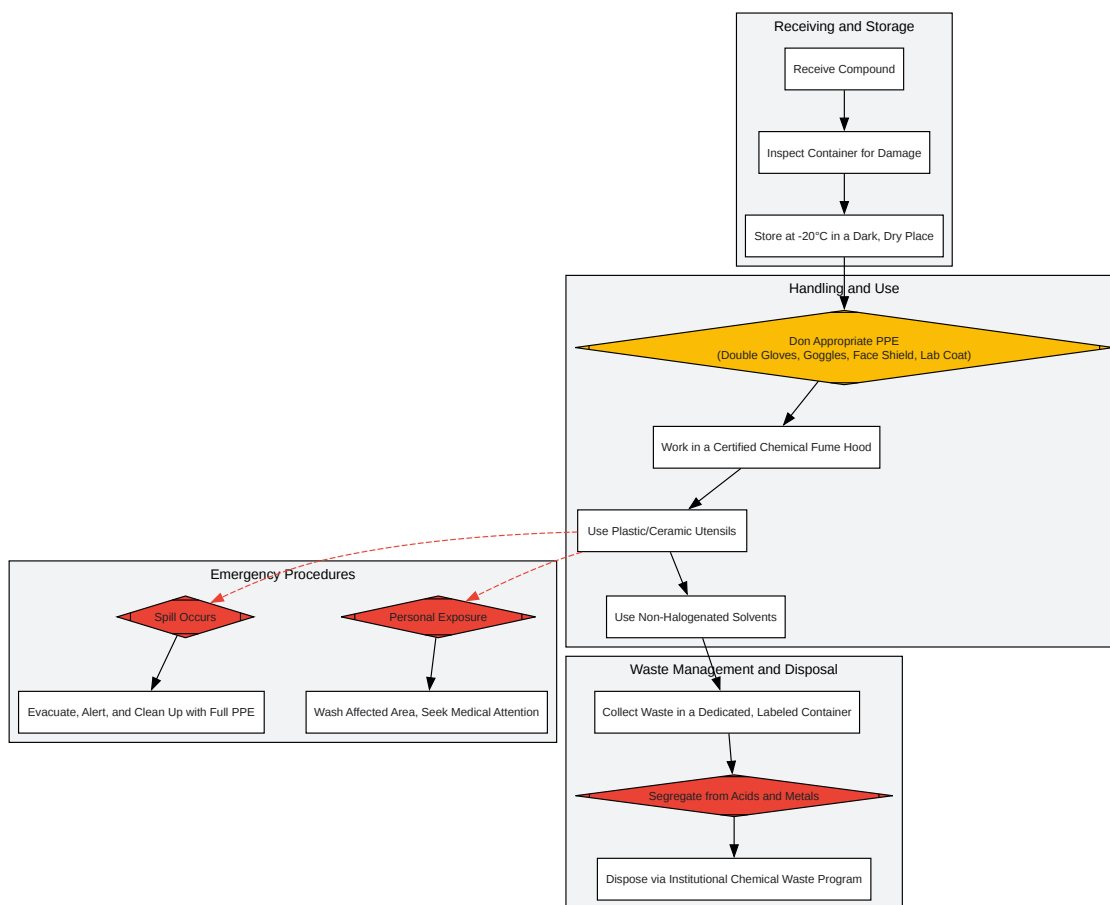 Receiving and Storage
Receive Compound
Inspect Container for Damage
Store at -20°C in a Dark, Dry Place
Handling and Use
Don Appropriate PPE
(Double Gloves, Goggles, Face Shield, Lab Coat)
Work in a Certified Chemical Fume Hood
Use Plastic/Ceramic Utensils
Use Non-Halogenated Solvents
Emergency Procedures
Spill Occurs
Personal Exposure
Evacuate, Alert, and Clean Up with Full PPE
Wash Affected Area, Seek Medical Attention
Waste Management and Disposal
Collect Waste in a Dedicated, Labeled Container
Segregate from Acids and Metals
Dispose via Institutional Chemical Waste Program